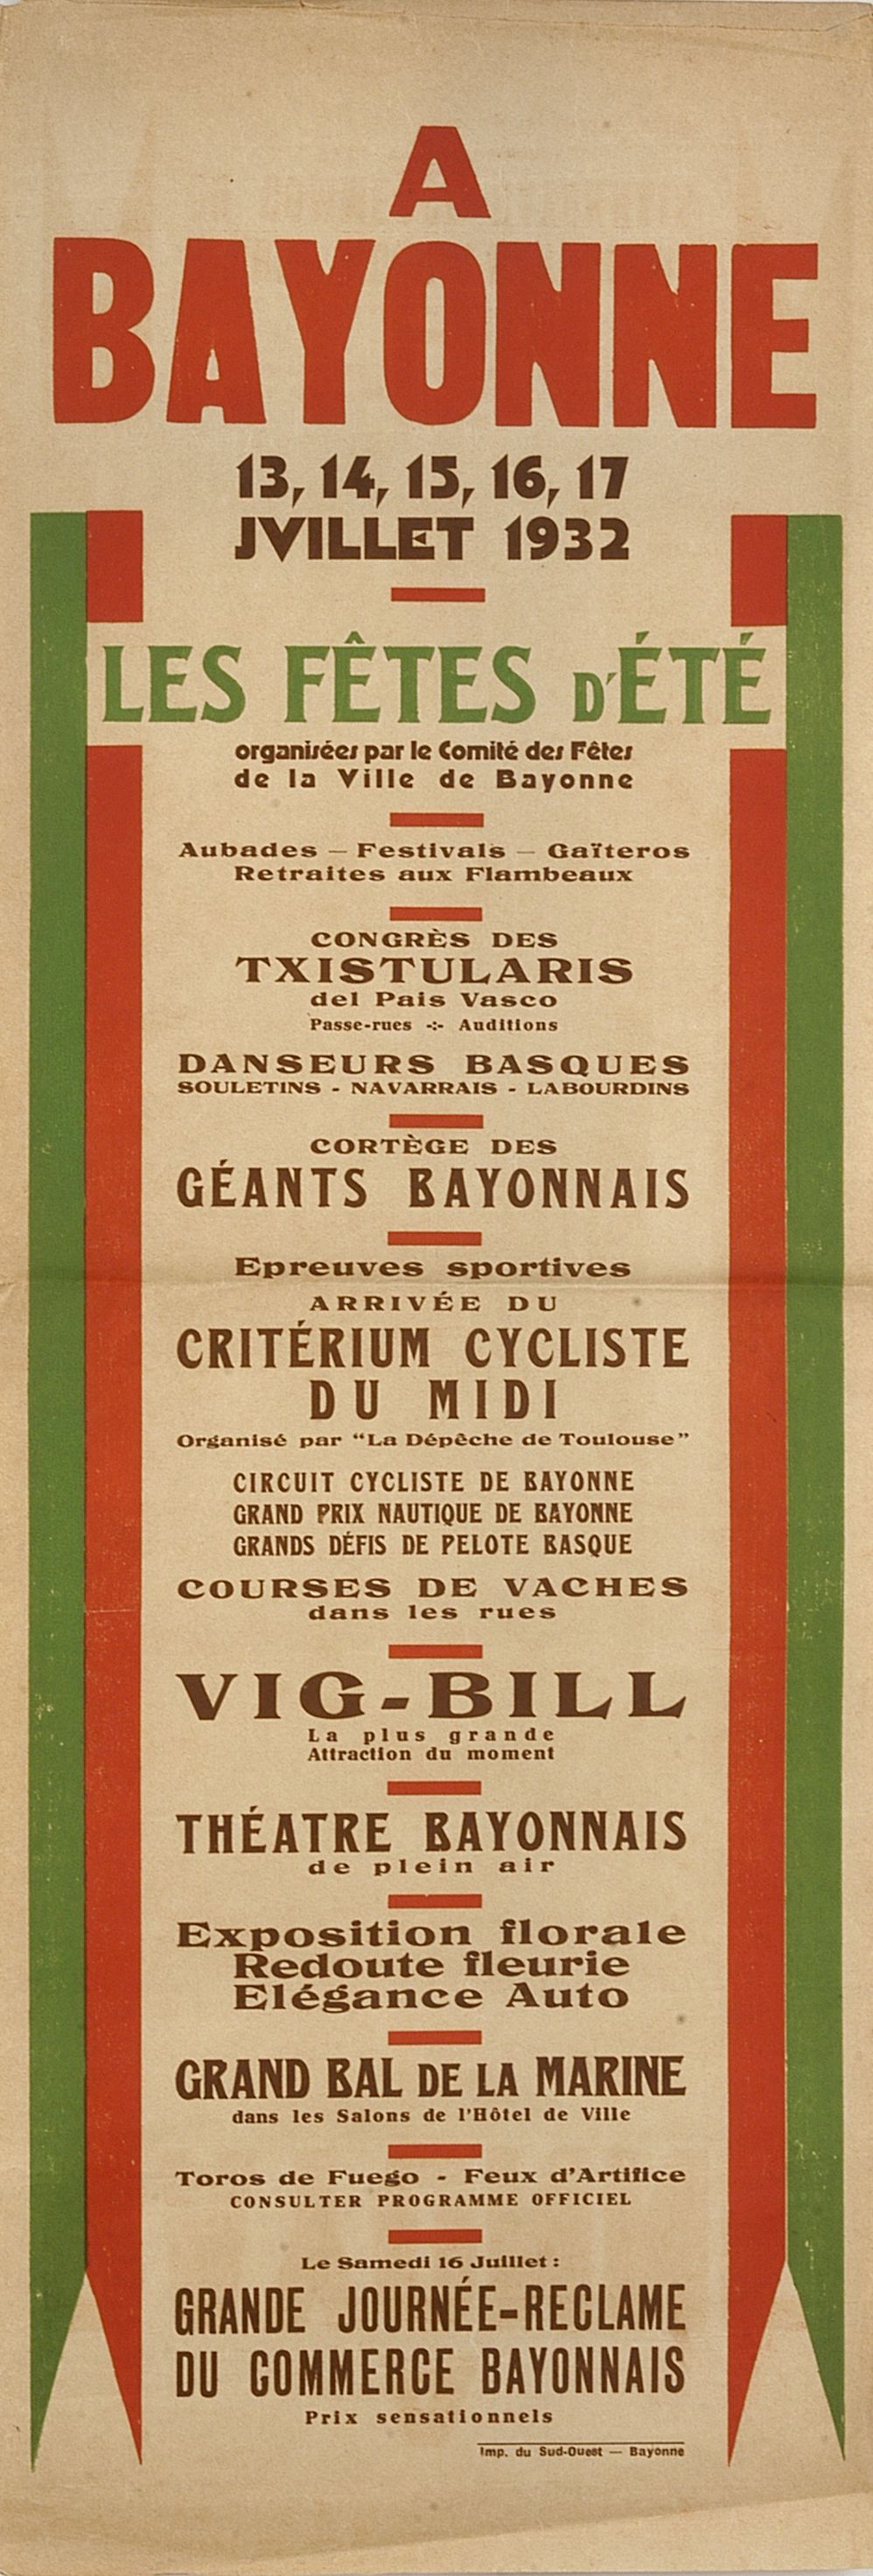 A
BAYONNE
13, 14, 15, 16, 17
JVILLET 1932
LES FÊTES D'ÉTÉ
organisées par le Comité des Fêtes
de la Ville de Bayonne
Aubades — Festivals — Gaïteros
Retraites aux Flambeaux
CONGRÈS DES
TXISTULARIS
del Pais Vasco
Passe-rues -:- Auditions
DANSEURS BASQUES
SOULETINS - NAVARRAIS - LABOURDINS
CORTÈGE DES
GÉANTS BAYONNAIS
Epreuves sportives
ARRIVÉE DU
CRITÉRIUM CYCLISTE
DU MIDI
Organisé par “La Dépêche de Toulouse”
CIRCUIT CYCLISTE DE BAYONNE
GRAND PRIX NAUTIQUE DE BAYONNE
GRANDS DÉFIS DE PELOTE BASQUE
COURSES DE VACHES
dans les rues
VIG-BILL
La plus grande
Attraction du moment
THÉATRE BAYONNAIS
de plein air
Exposition florale
Redoute fleurie
Elégance Auto
GRAND BAL DE LA MARINE
dans les Salons de l'Hôtel de Ville
Toros de Fuego - Feux d'Artifice
CONSULTER PROGRAMME OFFICIEL
Le Samedi 16 Juillet :
GRANDE JOURNÉE-RECLAME
DU COMMERCE BAYONNAIS
Prix sensationnels
Imp. du Sud-Ouest — Bayonne